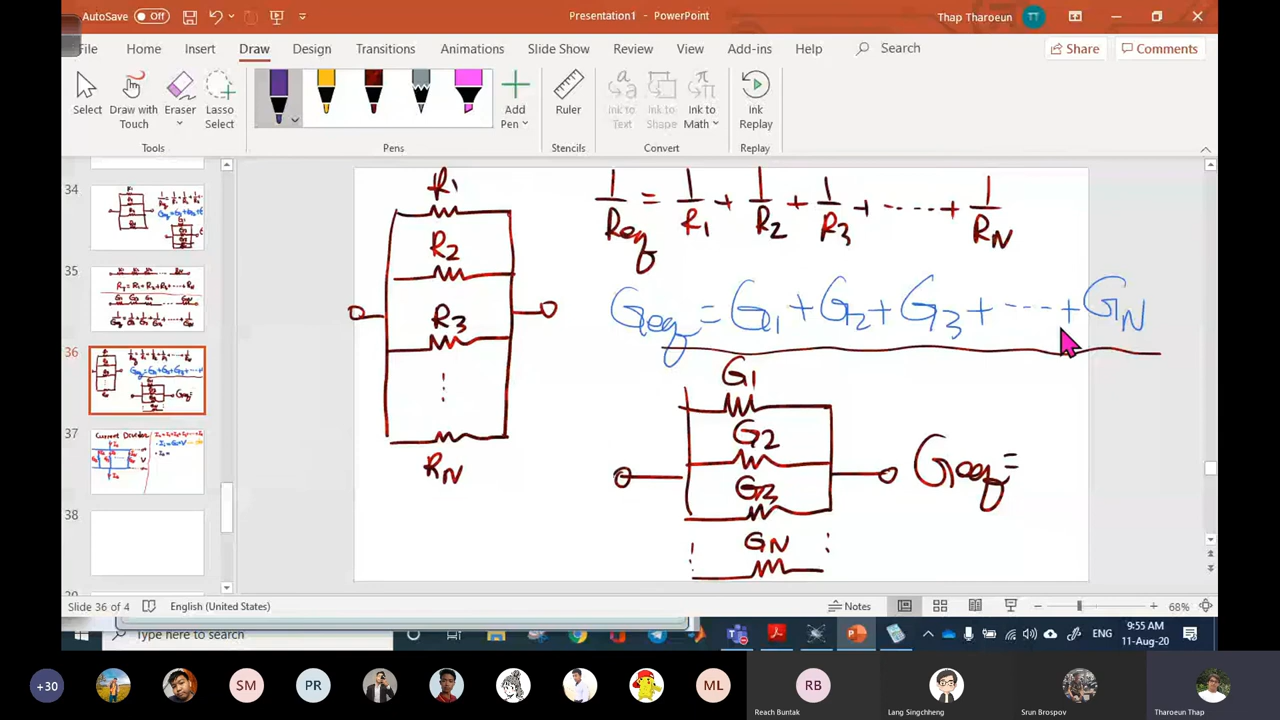 AutoSave Off
Presentation1 - PowerPoint
Thap Tharoeun TT
File Home Insert Draw Design Transitions Animations Slide Show Review View Add-ins Help Search Share Comments
Select
Draw with Touch
Eraser
Lasso Select
Add Pen
Ruler
Ink to Text
Ink to Shape
Ink to Math
Ink Replay
Tools Pens Stencils Convert Replay
34
35
36
37
Current Divider
38
R1
R2
R3
⋮
RN
1/Req = 1/R1 + 1/R2 + 1/R3 + ..... + 1/RN
Geq = G1 + G2 + G3 + ---- + GN
G1
G2
G3
GN
Geq =
Slide 36 of 4 English (United States) Notes 68%
Type here to search
ENG
9:55 AM
11-Aug-20
+30
SM
PR
ML
RB
Reach Buntak
Lang Singchheng
Srun Brospov
Tharoeun Thap